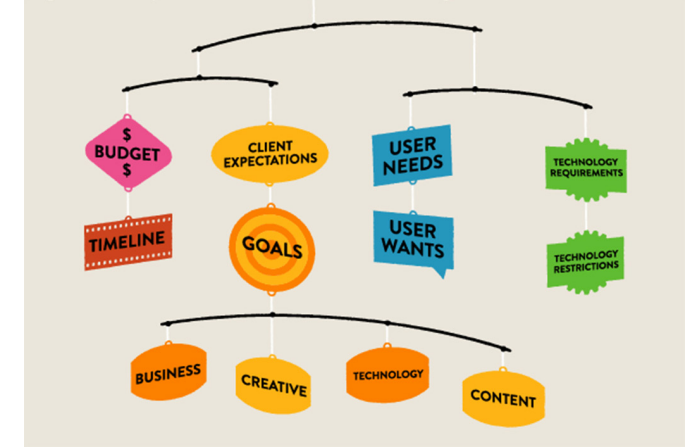 $
BUDGET
$
CLIENT
EXPECTATIONS
USER
NEEDS
TECHNOLOGY
REQUIREMENTS
TIMELINE
GOALS
USER
WANTS
TECHNOLOGY
RESTRICTIONS
BUSINESS
CREATIVE
TECHNOLOGY
CONTENT